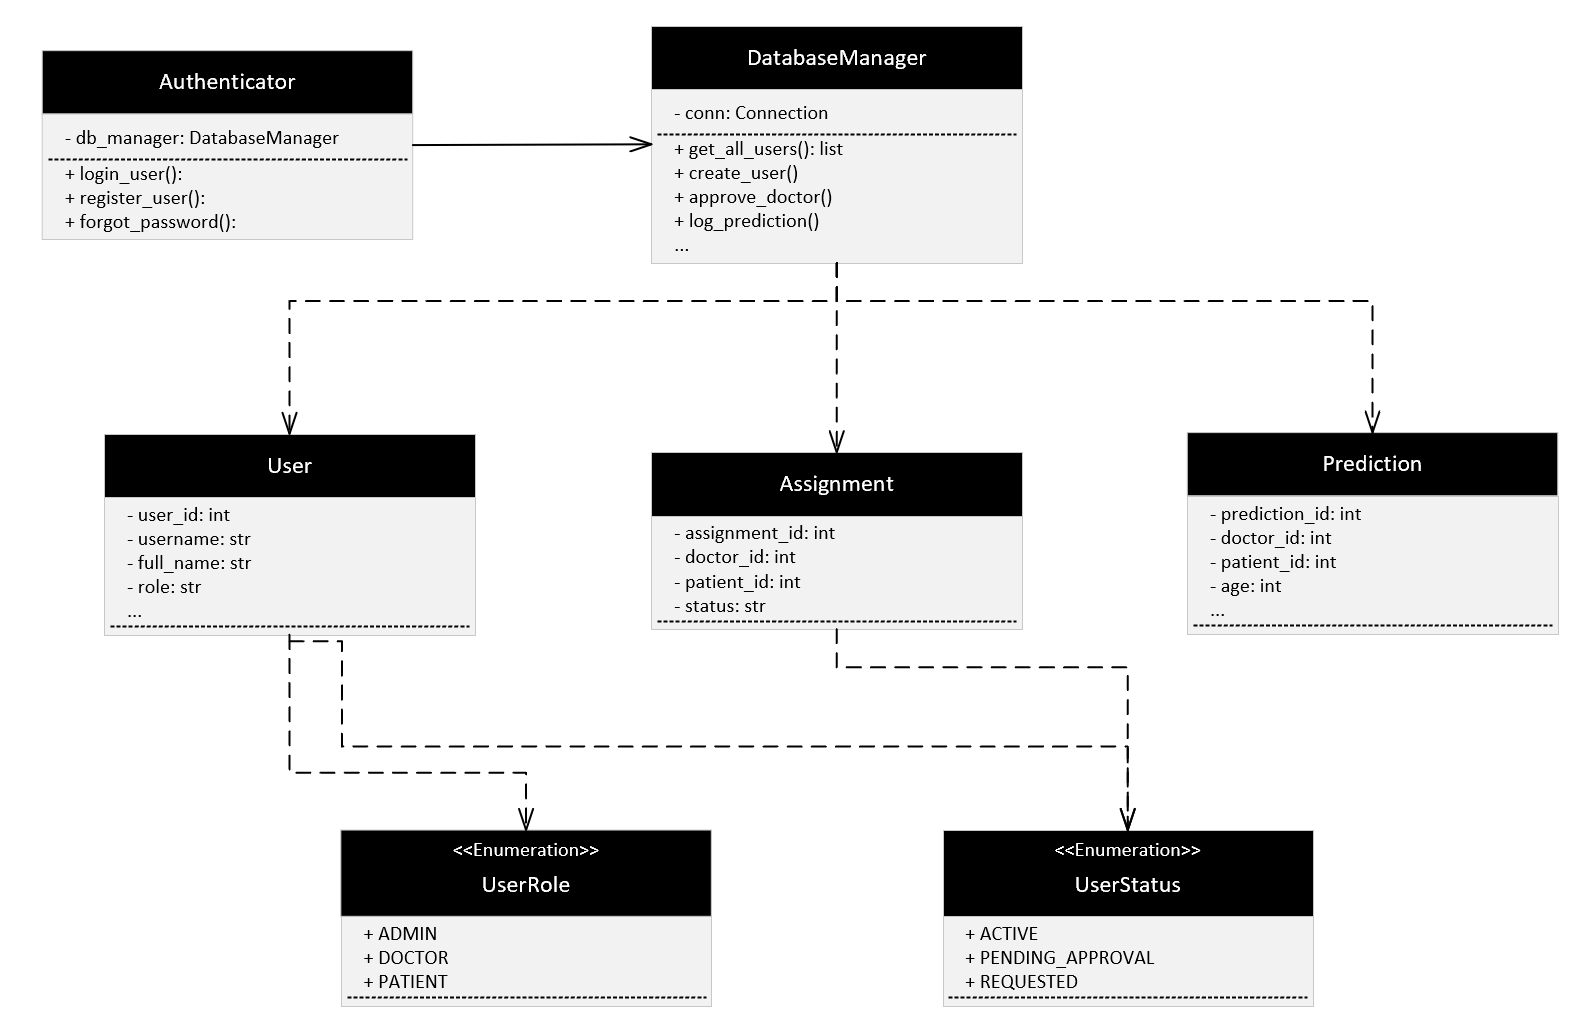 Authenticator
- db_manager: DatabaseManager
+ login_user():
+ register_user():
+ forgot_password():
DatabaseManager
- conn: Connection
+ get_all_users(): list
+ create_user()
+ approve_doctor()
+ log_prediction()
...
User
- user_id: int
- username: str
- full_name: str
- role: str
...
Assignment
- assignment_id: int
- doctor_id: int
- patient_id: int
- status: str
Prediction
- prediction_id: int
- doctor_id: int
- patient_id: int
- age: int
...
<<Enumeration>>
UserRole
+ ADMIN
+ DOCTOR
+ PATIENT
<<Enumeration>>
UserStatus
+ ACTIVE
+ PENDING_APPROVAL
+ REQUESTED